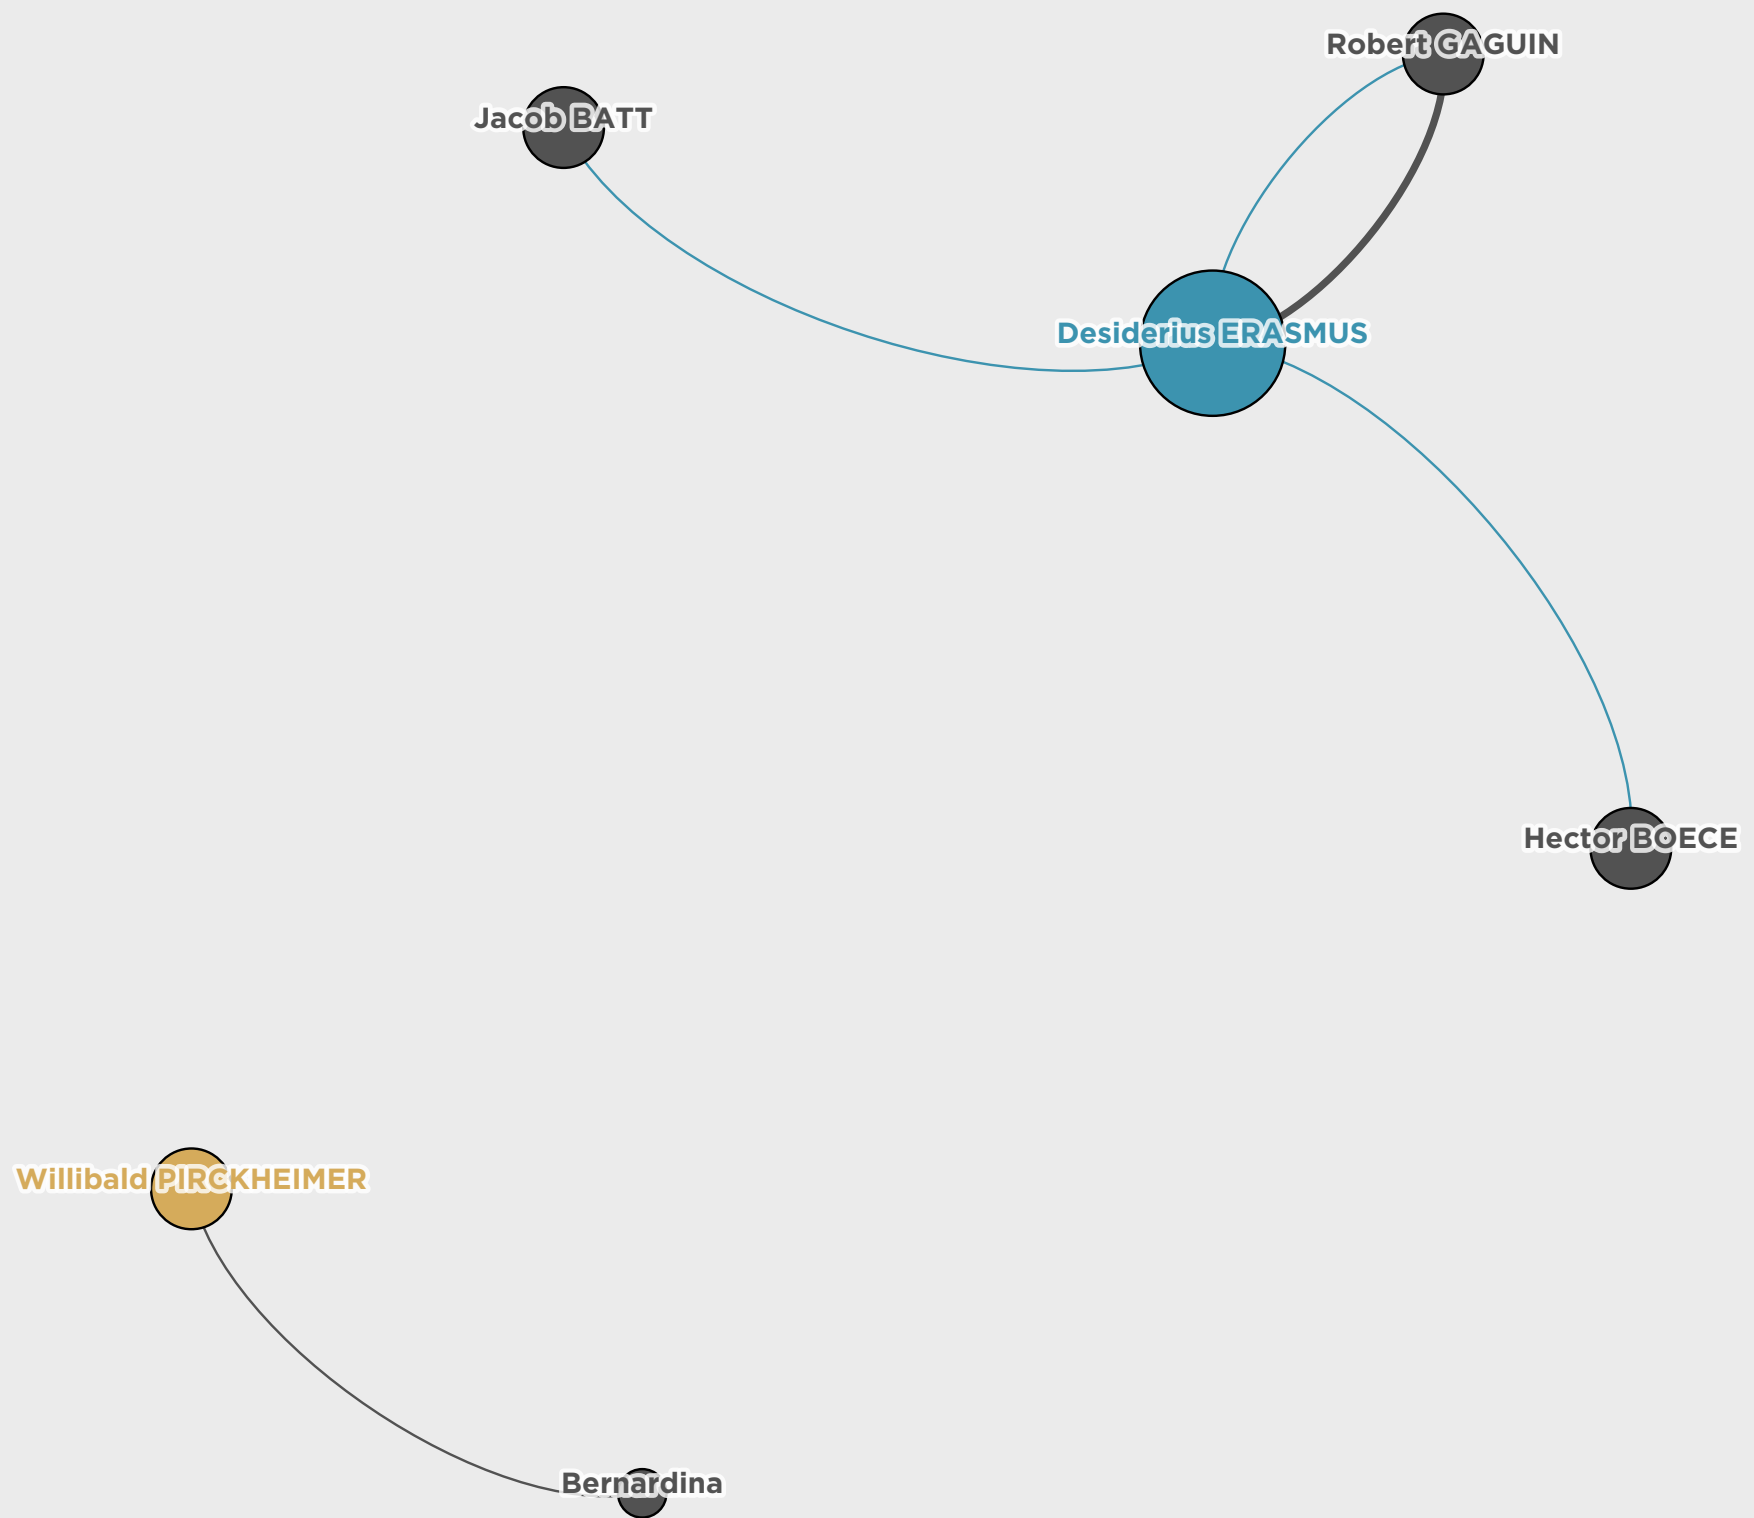 Robert GAGUIN
Jacob BATT
Desiderius ERASMUS
Hector BOECE
Willibald PIRCKHEIMER
Bernardina